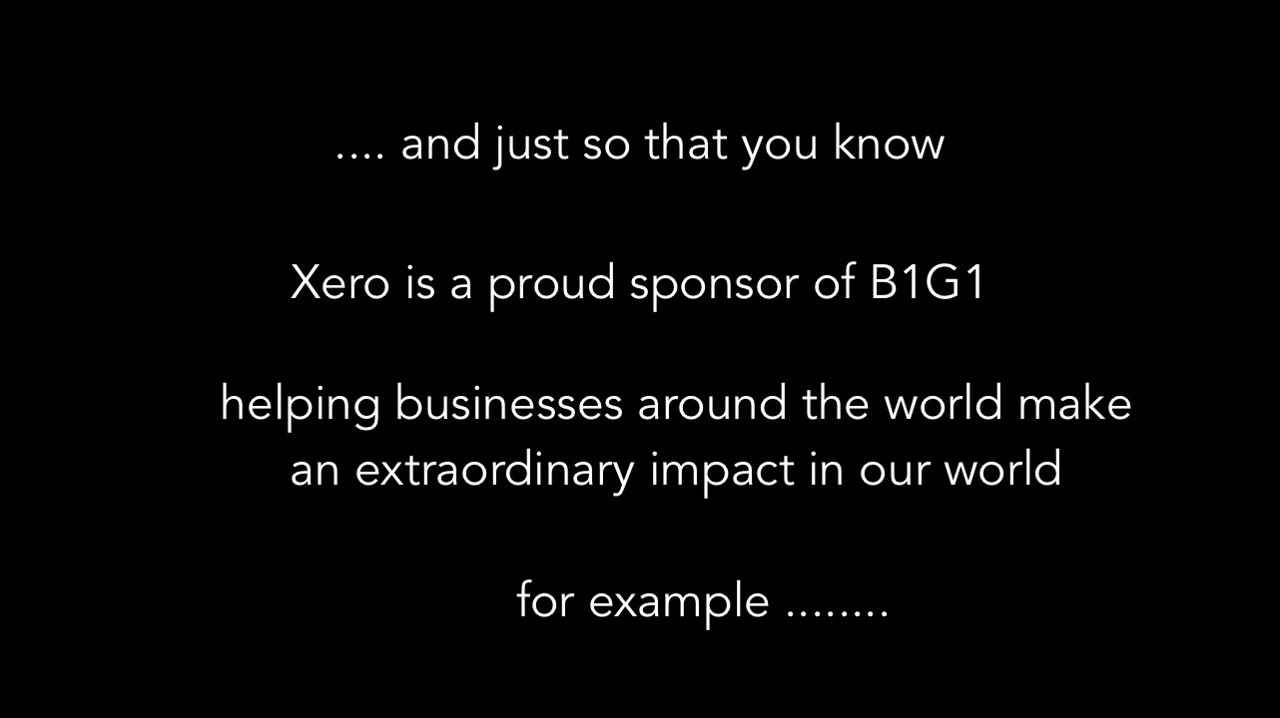 .... and just so that you know
Xero is a proud sponsor of B1G1
helping businesses around the world make
an extraordinary impact in our world
for example ........